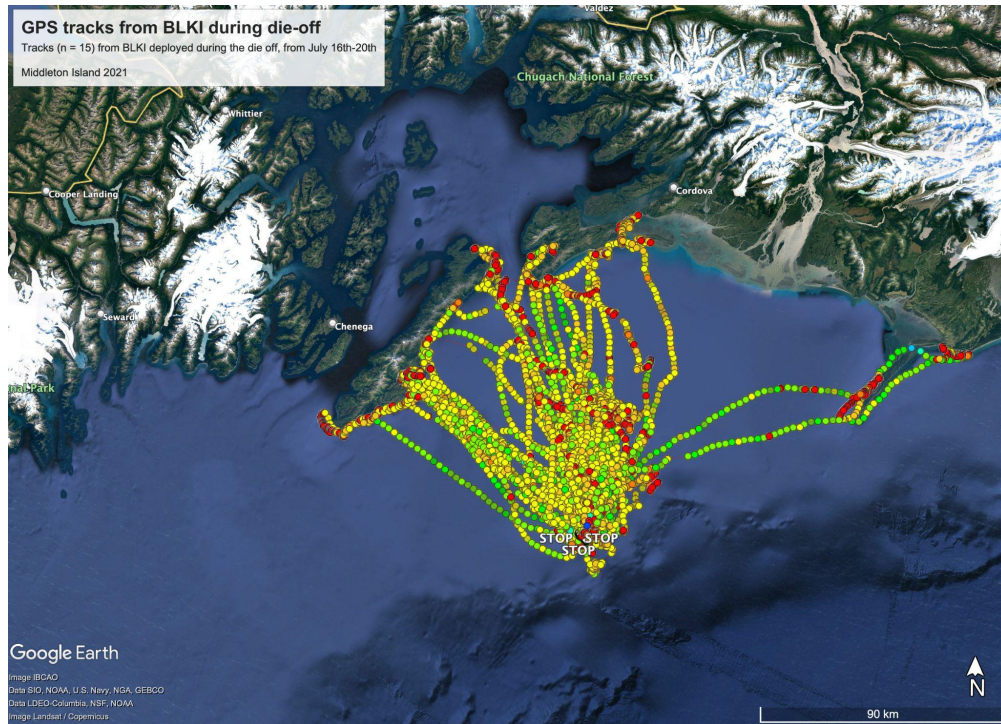 GPS tracks from BLKI during die-off
Tracks (n = 15) from BLKI deployed during the die off, from July 16th-20th
Middleton Island 2021
Valdez
Chugach National Forest
Whittier
Cooper Landing
Cordova
Seward
Chenega
nal Park
STOP STOP
STOP
Google Earth
Image IBCAO
Data SIO, NOAA, U.S. Navy, NGA, GEBCO
Data LDEO-Columbia, NSF, NOAA
Image Landsat / Copernicus
N
90 km